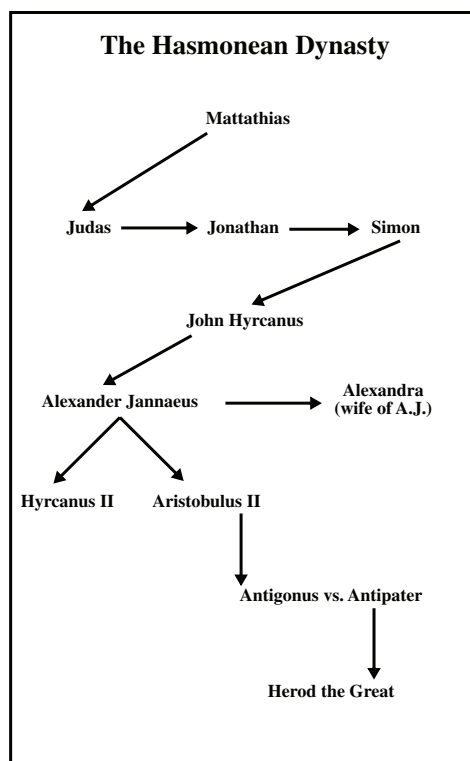 The Hasmonean Dynasty
Mattathias
Judas Jonathan Simon
John Hyrcanus
Alexander Jannaeus
Alexandra
(wife of A.J.)
Hyrcanus II Aristobulus II
Antigonus vs. Antipater
Herod the Great